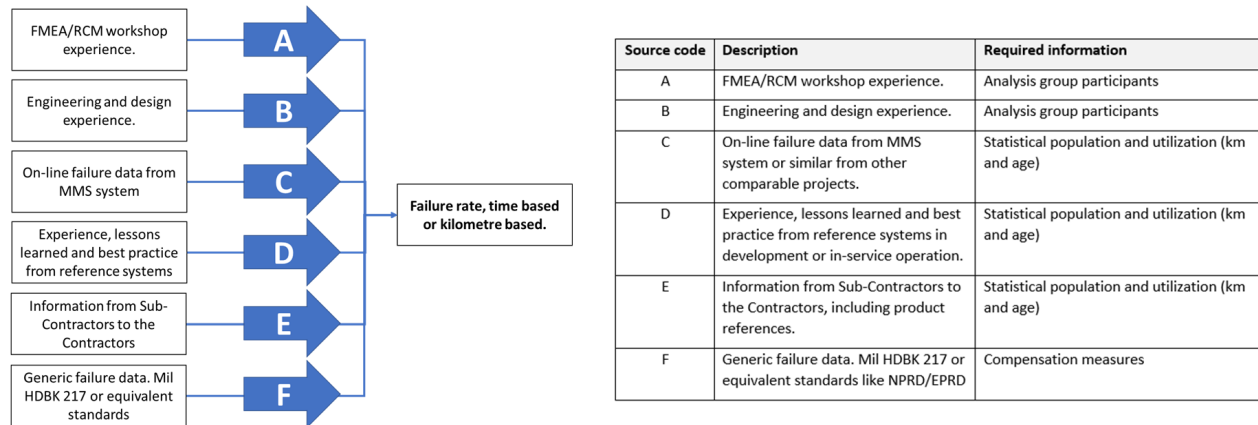 FMEA/RCM workshop
experience.
A
Engineering and design
experience.
B
On-line failure data from
MMS system
C
Experience, lessons
learned and best practice
from reference systems
D
Information from Sub-
Contractors to the
Contractors
E
Generic failure data. Mil
HDBK 217 or equivalent
standards
F
Failure rate, time based
or kilometre based.
Source code Description Required information
A FMEA/RCM workshop experience. Analysis group participants
B Engineering and design experience. Analysis group participants
C On-line failure data from MMS Statistical population and utilization (km
system or similar from other and age)
comparable projects.
D Experience, lessons learned and best Statistical population and utilization (km
practice from reference systems in and age)
development or in-service operation.
E Information from Sub-Contractors to Statistical population and utilization (km
the Contractors, including product and age)
references.
F Generic failure data. Mil HDBK 217 or Compensation measures
equivalent standards like NPRD/EPRD